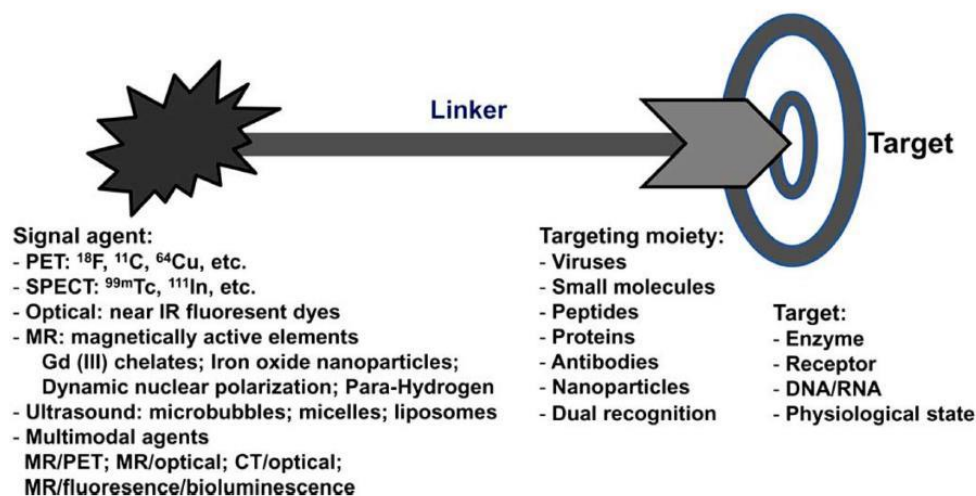 Linker
Target
Signal agent:
- PET: ¹⁸F, ¹¹C, ⁶⁴Cu, etc.
- SPECT: ⁹⁹ᵐTc, ¹¹¹In, etc.
- Optical: near IR fluoresent dyes
- MR: magnetically active elements
Gd (III) chelates; Iron oxide nanoparticles;
Dynamic nuclear polarization; Para-Hydrogen
- Ultrasound: microbubbles; micelles; liposomes
- Multimodal agents
MR/PET; MR/optical; CT/optical;
MR/fluoresence/bioluminescence
Targeting moiety:
- Viruses
- Small molecules
- Peptides
- Proteins
- Antibodies
- Nanoparticles
- Dual recognition
Target:
- Enzyme
- Receptor
- DNA/RNA
- Physiological state